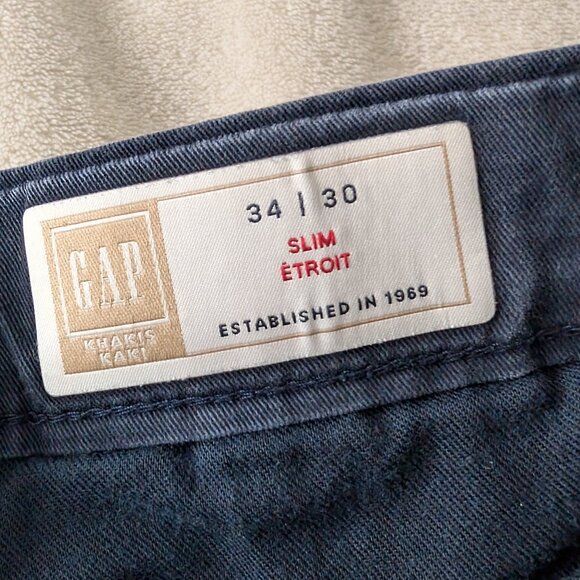 GAP
KHAKIS
KAKI
34 | 30
SLIM
ÉTROIT
ESTABLISHED IN 1969